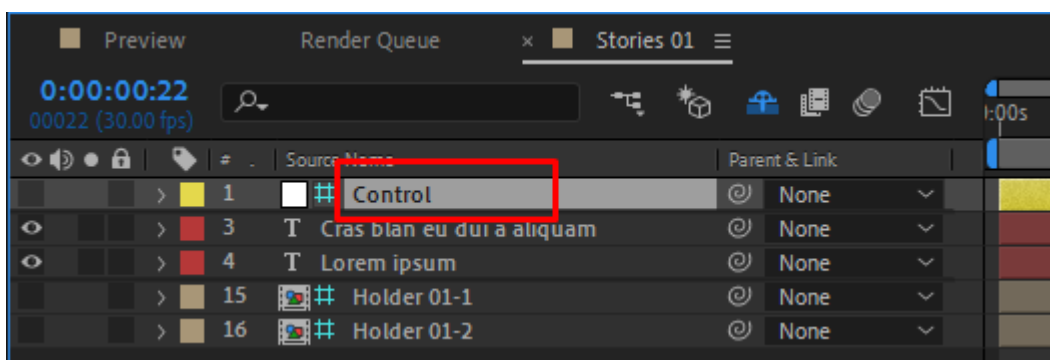 Preview Render Queue × Stories 01
0:00:00:22
00022 (30.00 fps)
:00s
# . Source Name Parent & Link
1 Control None
3 T Cras blan eu dui a aliquam None
4 T Lorem ipsum None
15 Holder 01-1 None
16 Holder 01-2 None